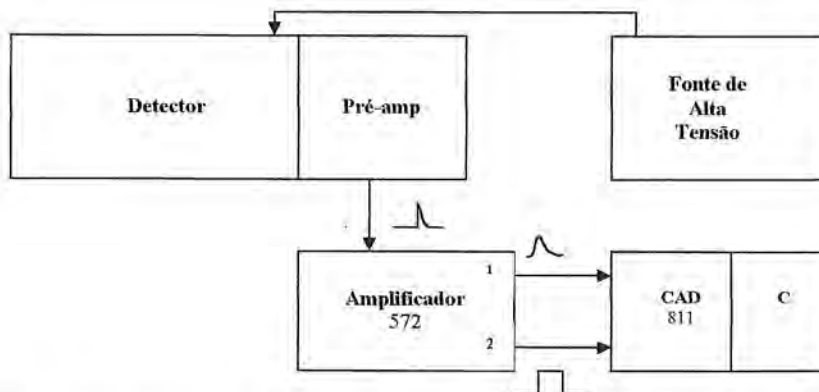 Detector
Pré-amp
Fonte de
Alta
Tensão
Amplificador
572
1
2
CAD
811
C